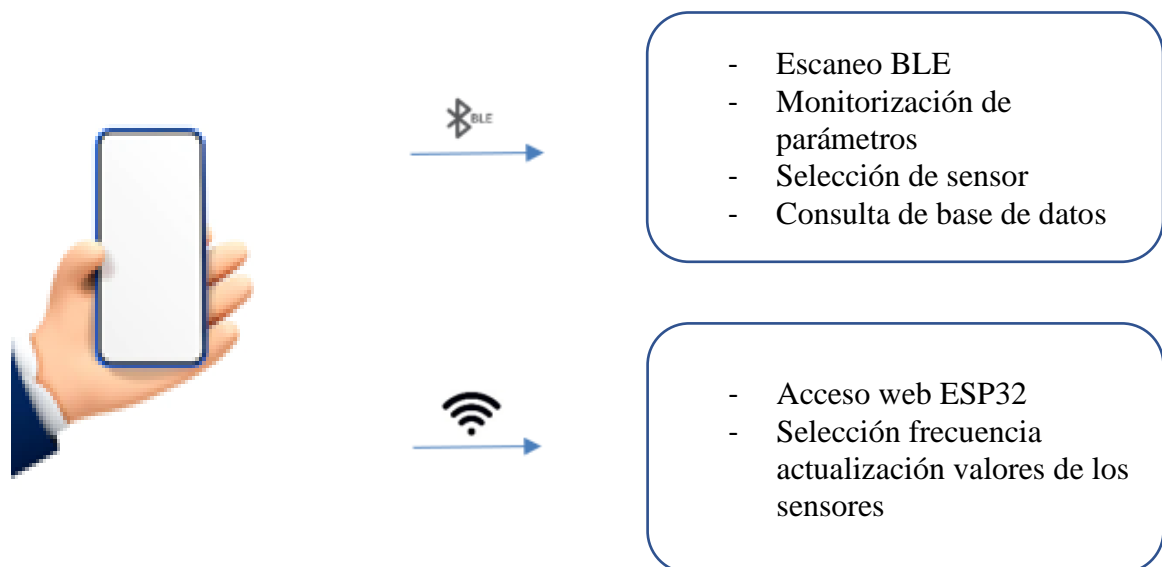 BLE
- Escaneo BLE
- Monitorización de
parámetros
- Selección de sensor
- Consulta de base de datos
- Acceso web ESP32
- Selección frecuencia
actualización valores de los
sensores